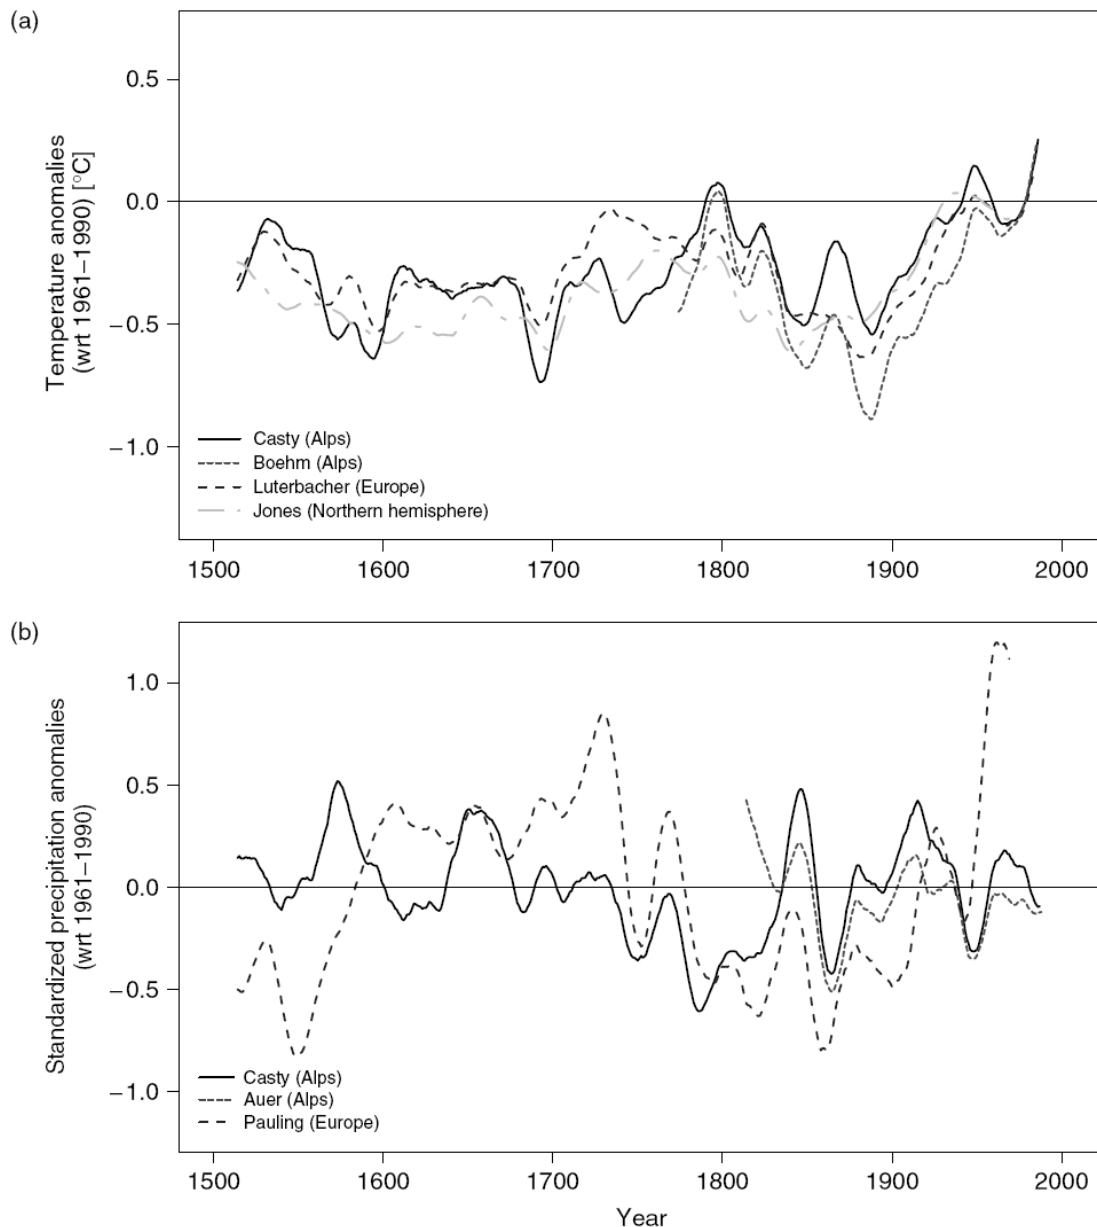 (a)
Temperature anomalies
(wrt 1961–1990) [°C]
0.5
0.0
−0.5
−1.0
Casty (Alps)
Boehm (Alps)
Luterbacher (Europe)
Jones (Northern hemisphere)
1500 1600 1700 1800 1900 2000
(b)
Standardized precipitation anomalies
(wrt 1961–1990)
1.0
0.5
0.0
−0.5
−1.0
Casty (Alps)
Auer (Alps)
Pauling (Europe)
1500 1600 1700 1800 1900 2000
Year